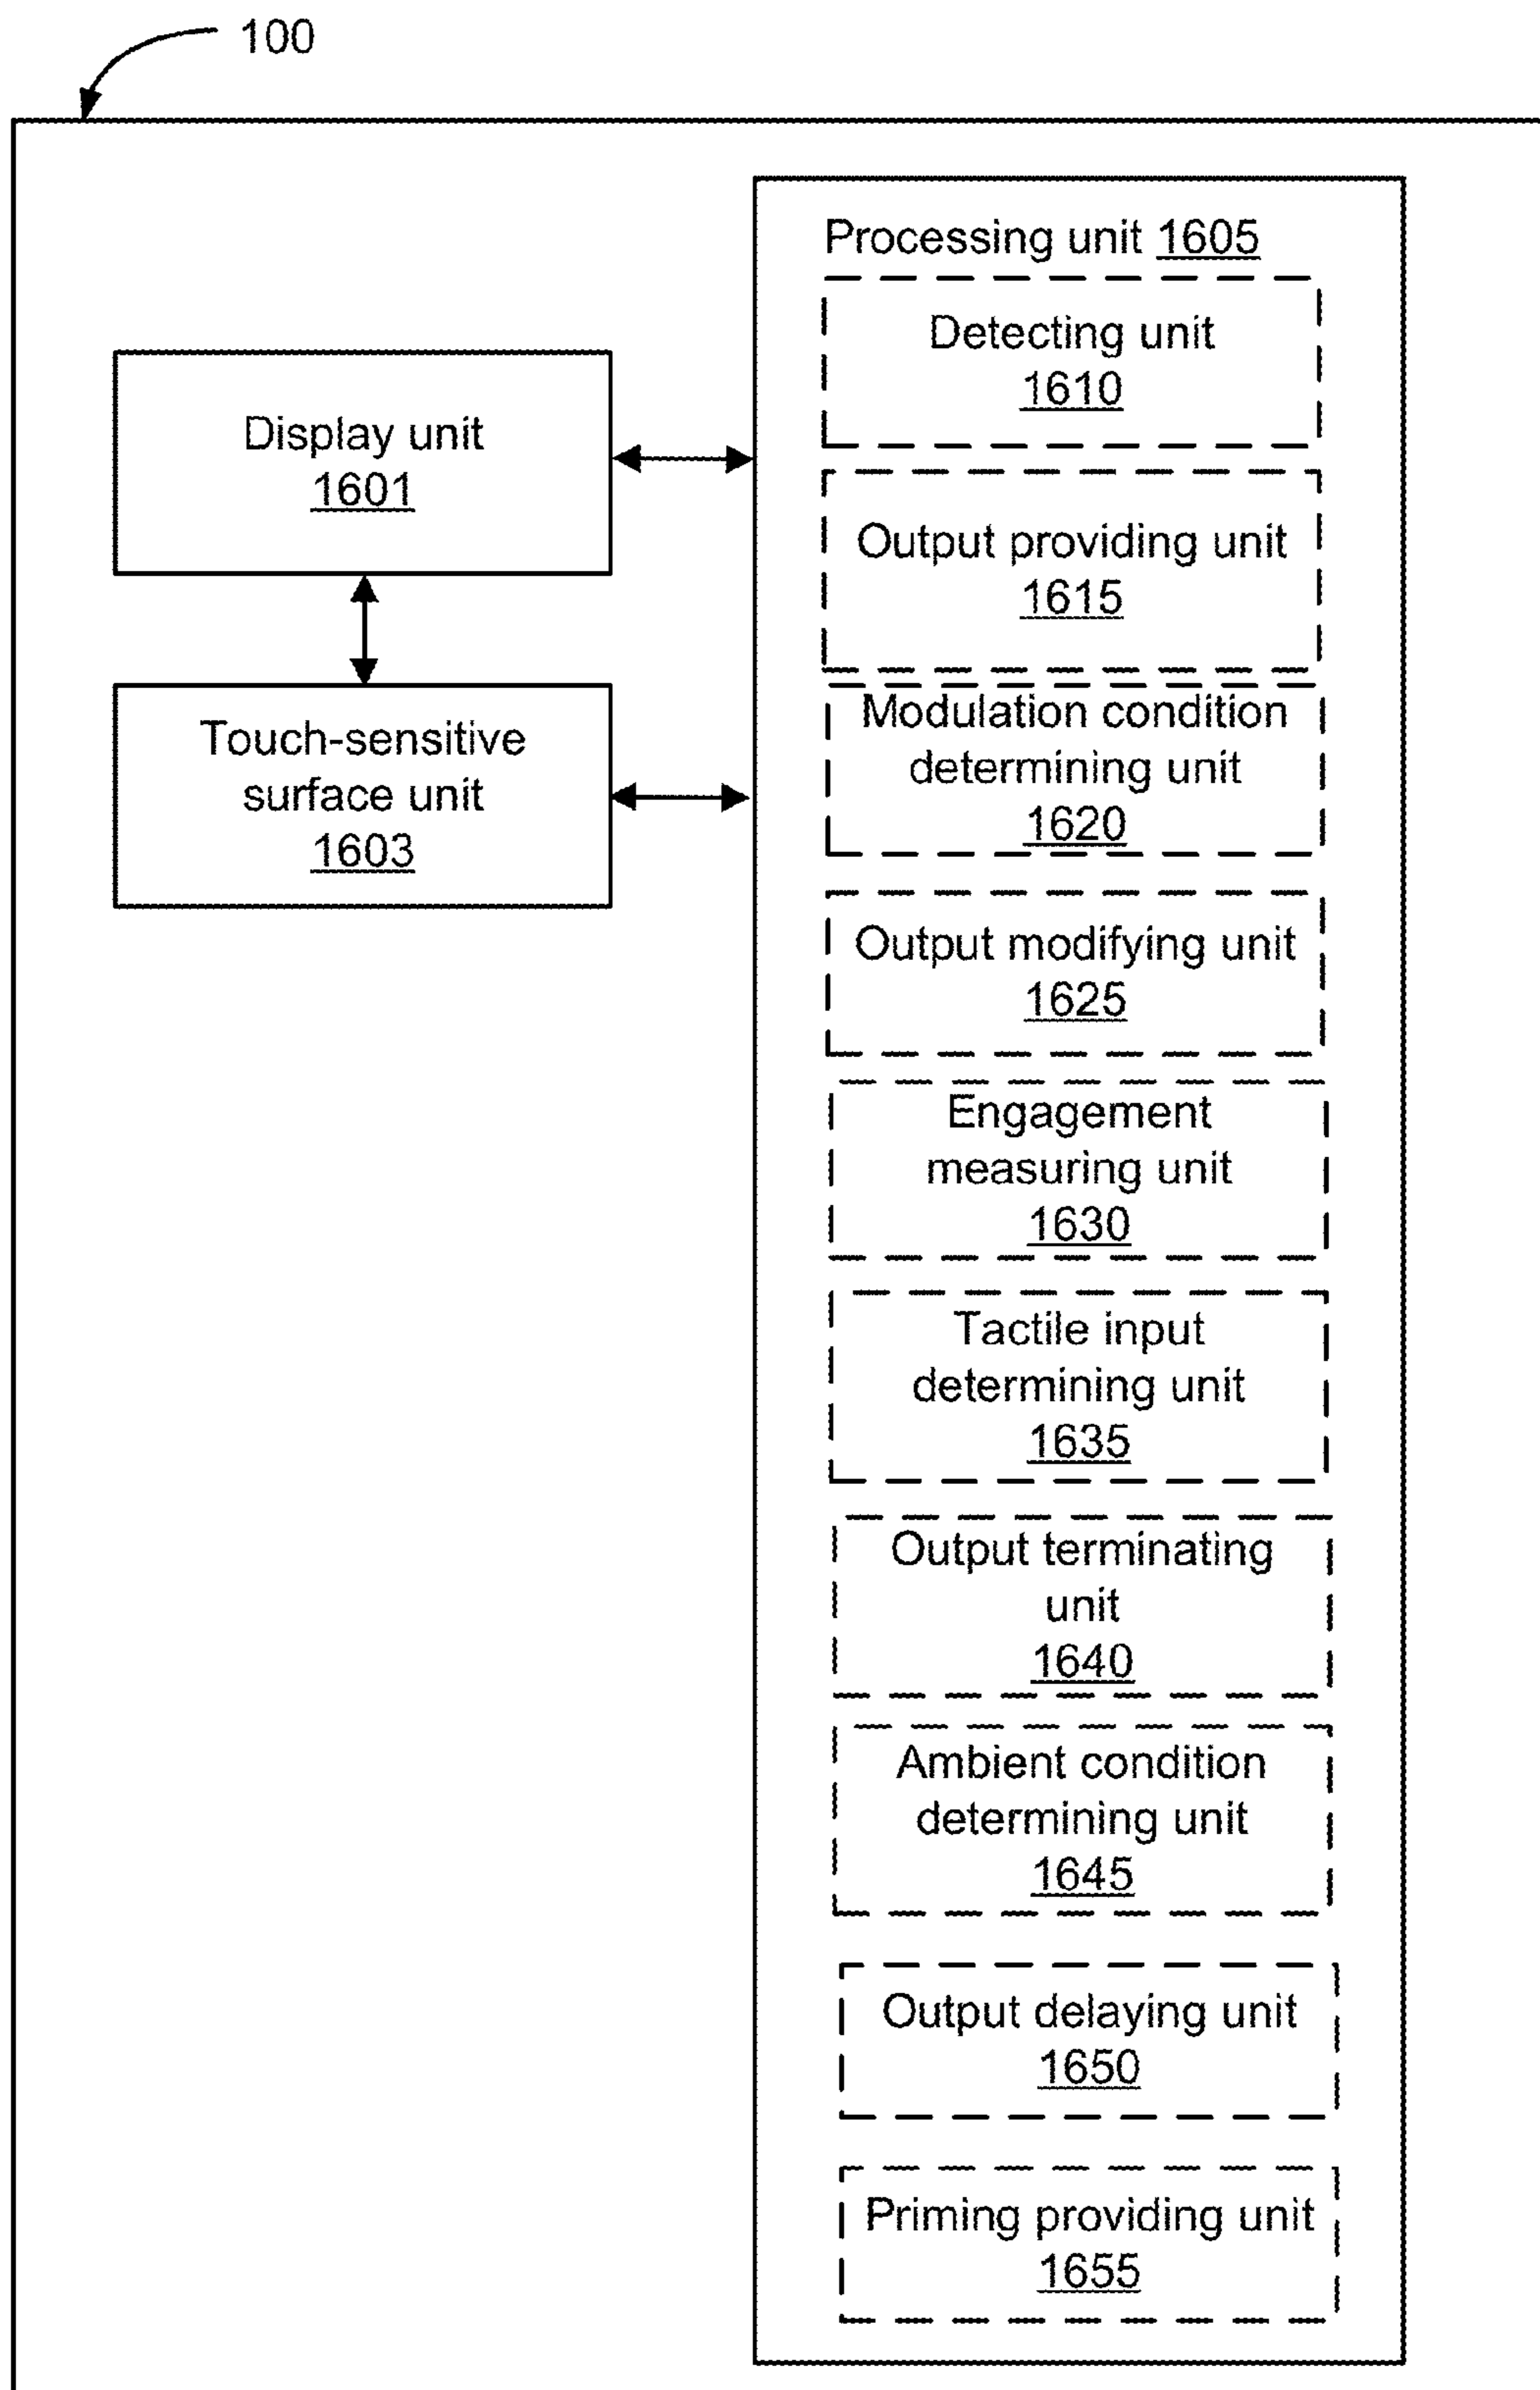 100
Processing unit 1605
Detecting unit
1610
Display unit
1601
Output providing unit
1615
Touch-sensitive
surface unit
1603
Modulation condition
determining unit
1620
Output modifying unit
1625
Engagement
measuring unit
1630
Tactile input
determining unit
1635
Output terminating
unit
1640
Ambient condition
determining unit
1645
Output delaying unit
1650
Priming providing unit
1655